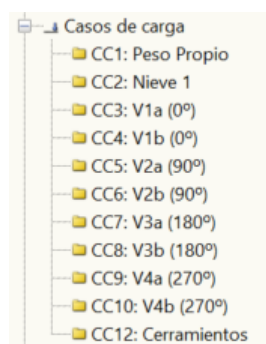 Casos de carga
CC1: Peso Propio
CC2: Nieve 1
CC3: V1a (0º)
CC4: V1b (0º)
CC5: V2a (90º)
CC6: V2b (90º)
CC7: V3a (180º)
CC8: V3b (180º)
CC9: V4a (270º)
CC10: V4b (270º)
CC12: Cerramientos